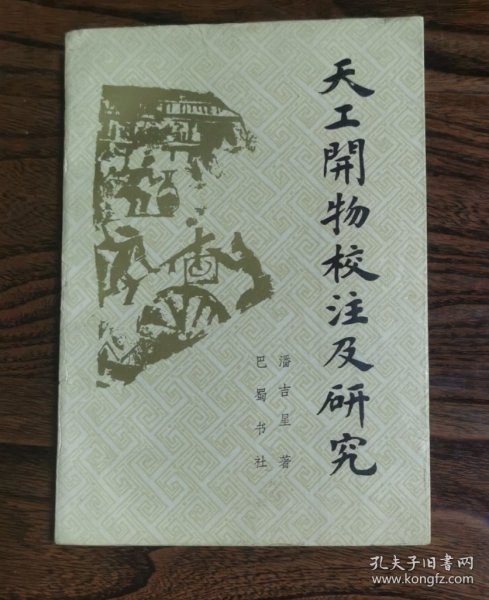 天工開物校注及研究
潘吉星 著
巴蜀书社
孔夫子旧书网
www.kongfz.com